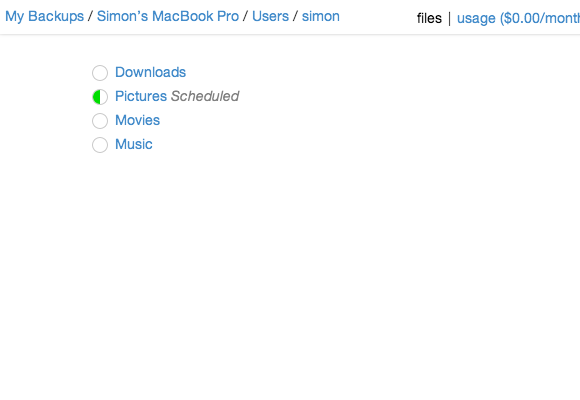 My Backups / Simon's MacBook Pro / Users / simon files | usage ($0.00/month
Downloads
Pictures Scheduled
Movies
Music